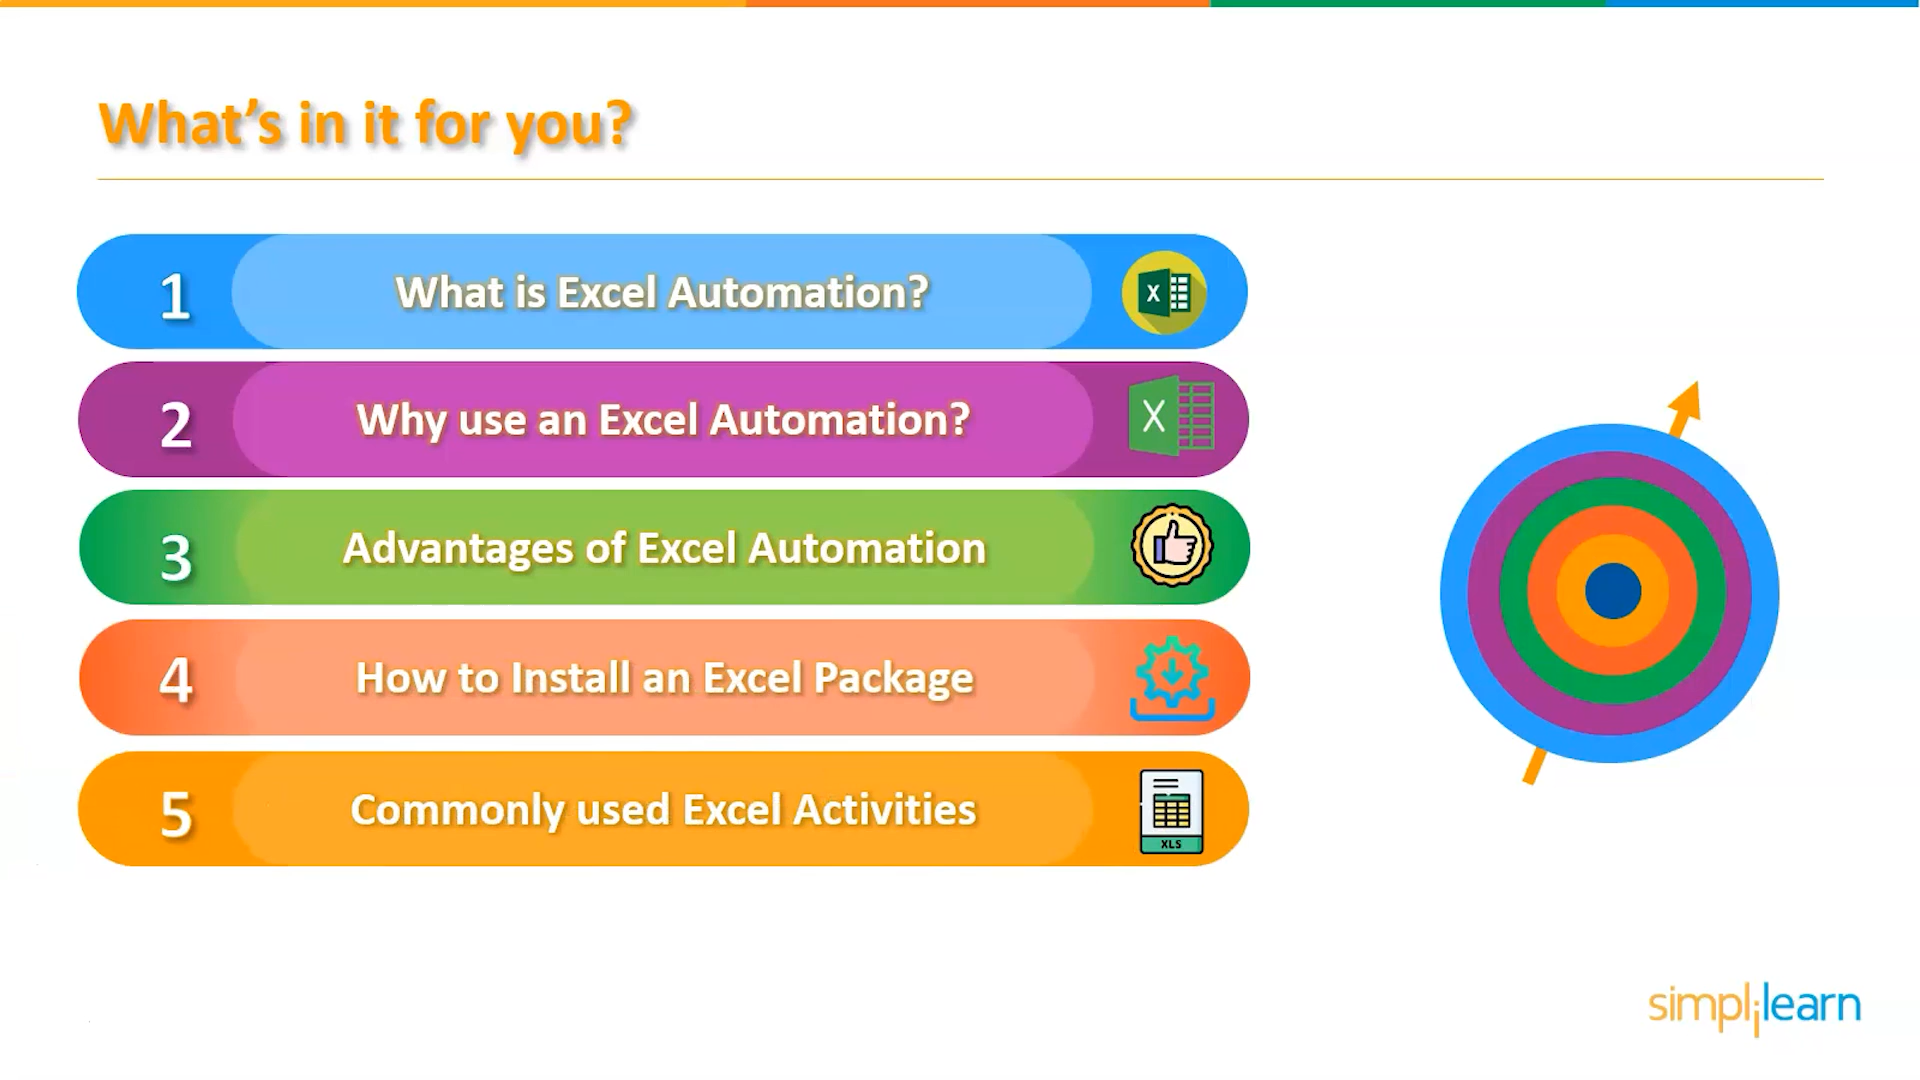 What's in it for you?
1 What is Excel Automation?
X
2 Why use an Excel Automation?
X
3 Advantages of Excel Automation
4 How to Install an Excel Package
5 Commonly used Excel Activities
XLS
simplilearn